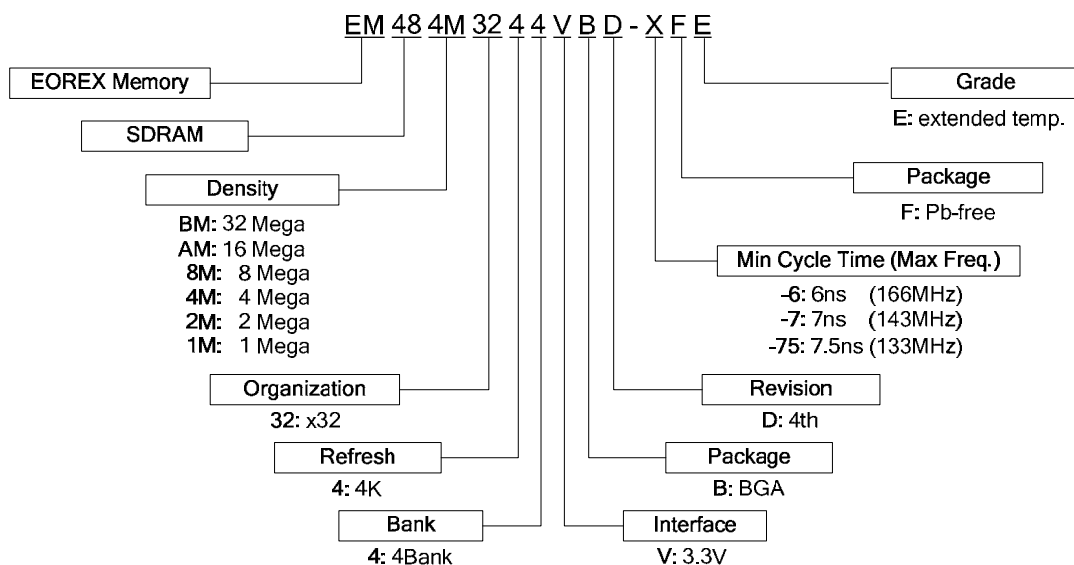 EM 48 4M 32 4 4 V B D - X F E
EOREX Memory
SDRAM
Density
BM: 32 Mega
AM: 16 Mega
8M: 8 Mega
4M: 4 Mega
2M: 2 Mega
1M: 1 Mega
Organization
32: x32
Refresh
4: 4K
Bank
4: 4Bank
Grade
E: extended temp.
Package
F: Pb-free
Min Cycle Time (Max Freq.)
-6: 6ns (166MHz)
-7: 7ns (143MHz)
-75: 7.5ns (133MHz)
Revision
D: 4th
Package
B: BGA
Interface
V: 3.3V